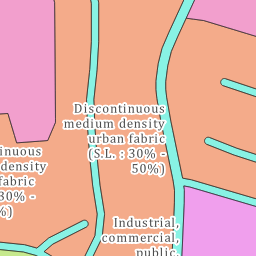 Discontinuous
medium density
urban fabric
(S.L. : 30% -
50%)
inuous
density
fabric
30% -
%)
Industrial,
commercial,
public,